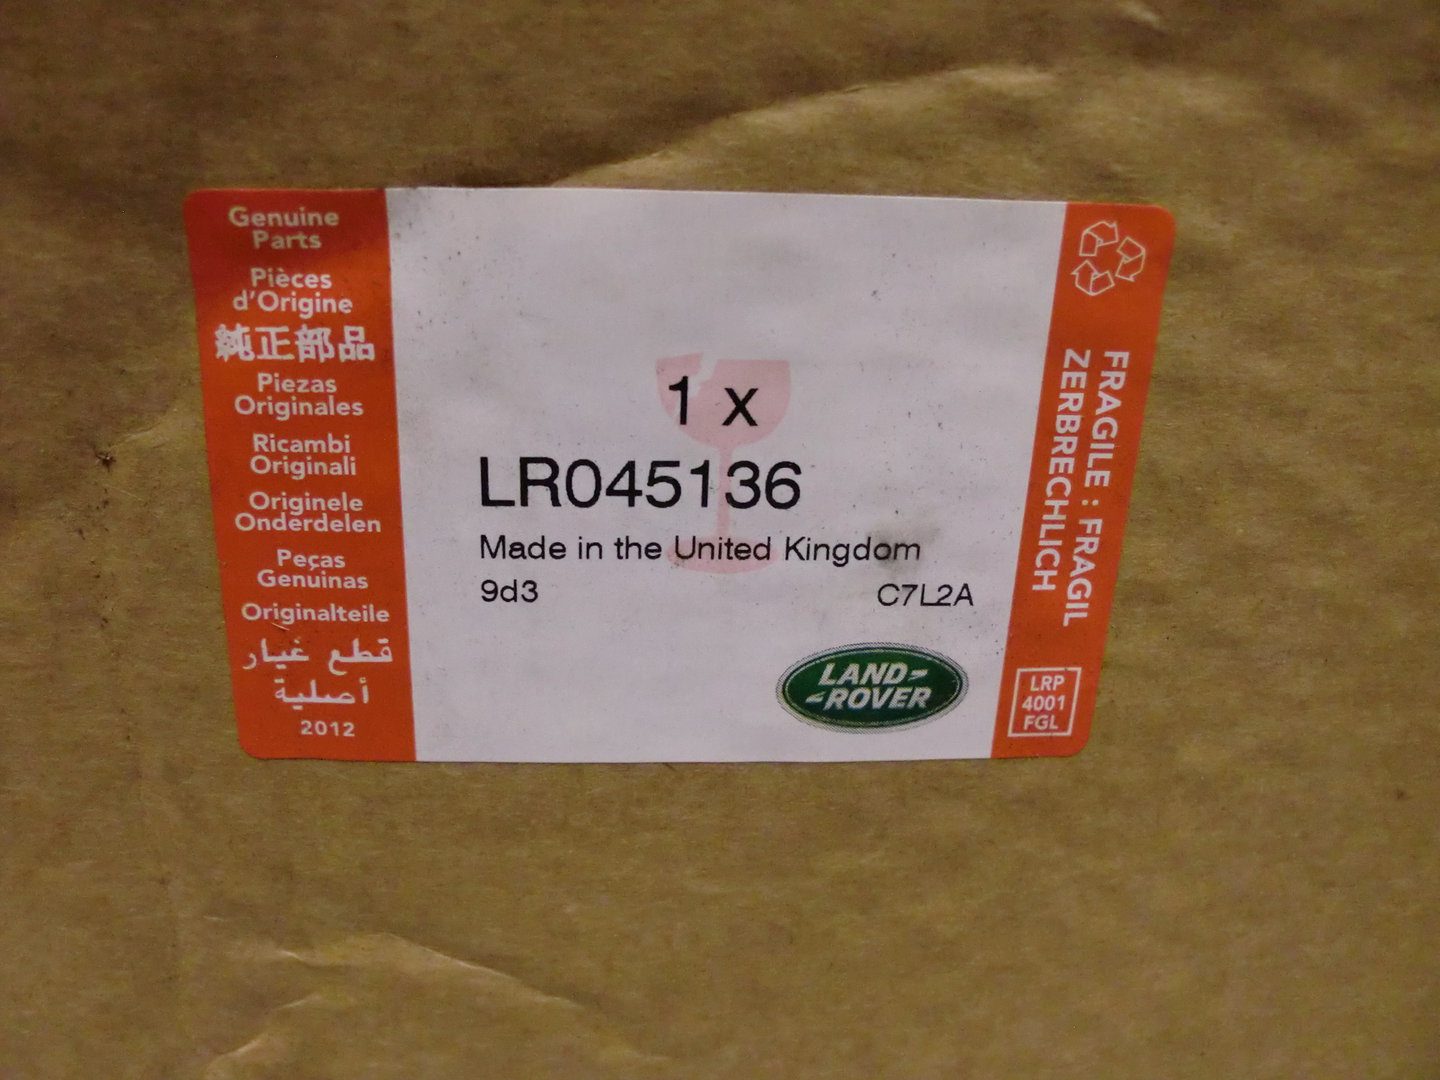 Genuine
Parts
Pièces
d'Origine
純正部品
Piezas
Originales
Ricambi
Originali
Originele
Onderdelen
Peças
Genuinas
Originalteile
قطع غيار
أصلية
2012
1 x
LR045136
Made in the United Kingdom
9d3 C7L2A
LAND-
-ROVER
FRAGILE : FRAGIL
ZERBRECHLICH
LRP
4001
FGL